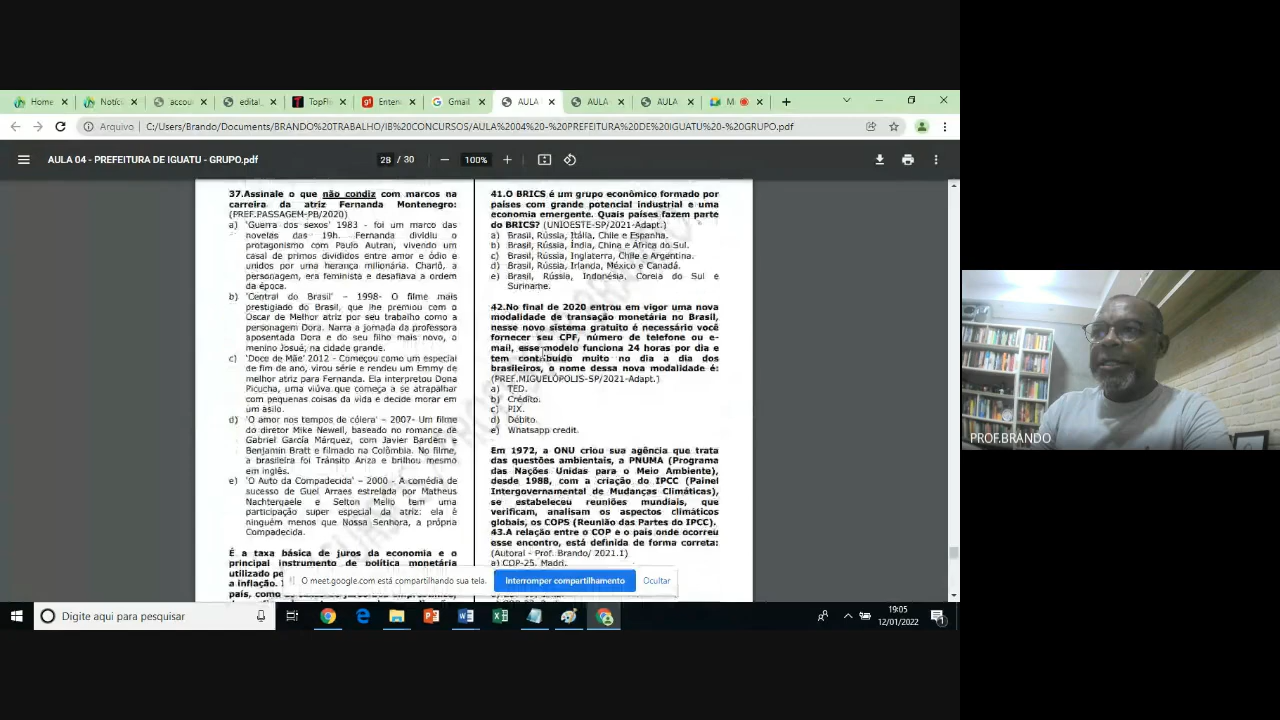 Home
Notíc
accou
edital_
TopFl
Enten
Gmail
AULA
AULA
AULA
M
Arquivo
C:/Users/Brando/Documents/BRANDO%20TRABALHO/IB%20CONCURSOS/AULA%2004%20-%20PREFEITURA%20DE%20IGUATU%20-%20GRUPO.pdf
AULA 04 - PREFEITURA DE IGUATU - GRUPO.pdf
28 / 30
100%
37.Assinale o que não condiz com marcos na
carreira da atriz Fernanda Montenegro:
(PREF.PASSAGEM-PB/2020)
a) 'Guerra dos sexos' 1983 - foi um marco das
novelas das 19h. Fernanda dividiu o
protagonismo com Paulo Autran, vivendo um
casal de primos divididos entre amor e ódio e
unidos por uma herança milionária. Charlô, a
personagem, era feminista e desafiava a ordem
da época.
b) 'Central do Brasil' – 1998- O filme mais
prestigiado do Brasil, que lhe premiou com o
Oscar de Melhor atriz por seu trabalho como a
personagem Dora. Narra a jornada da professora
aposentada Dora e do seu filho mais novo, o
menino Josué, na cidade grande.
c) 'Doce de Mãe' 2012 - Começou como um especial
de fim de ano, virou série e rendeu um Emmy de
melhor atriz para Fernanda. Ela interpretou Dona
Picucha, uma viúva que começa a se atrapalhar
com pequenas coisas da vida e decide morar em
um asilo.
d) 'O amor nos tempos de cólera' – 2007- Um filme
do diretor Mike Newell, baseado no romance de
Gabriel García Márquez, com Javier Bardem e
Benjamin Bratt e filmado na Colômbia. No filme,
a brasileira foi Tránsito Ariza e brilhou mesmo
em inglês.
e) 'O Auto da Compadecida' – 2000 - A comédia de
sucesso de Guel Arraes estrelada por Matheus
Nachtergaele e Selton Mello tem uma
participação super especial da atriz: ela é
ninguém menos que Nossa Senhora, a própria
Compadecida.
É a taxa básica de juros da economia e o
principal instrumento de política monetária
utilizado pe
a inflação.
país, como
41.O BRICS é um grupo econômico formado por
países com grande potencial industrial e uma
economia emergente. Quais países fazem parte
do BRICS? (UNIOESTE-SP/2021-Adapt.)
a) Brasil, Rússia, Itália, Chile e Espanha.
b) Brasil, Rússia, Índia, China e África do Sul.
c) Brasil, Rússia, Inglaterra, Chile e Argentina.
d) Brasil, Rússia, Irlanda, México e Canadá.
e) Brasil, Rússia, Indonésia, Coreia do Sul e
Suriname.
42.No final de 2020 entrou em vigor uma nova
modalidade de transação monetária no Brasil,
nesse novo sistema gratuito é necessário você
fornecer seu CPF, número de telefone ou e-
mail, esse modelo funciona 24 horas por dia e
tem contribuído muito no dia a dia dos
brasileiros, o nome dessa nova modalidade é:
(PREF.MIGUELÓPOLIS-SP/2021-Adapt.)
a) TED.
b) Crédito.
c) PIX.
d) Débito.
e) Whatsapp credit.
Em 1972, a ONU criou sua agência que trata
das questões ambientais, a PNUMA (Programa
das Nações Unidas para o Meio Ambiente),
desde 1988, com a criação do IPCC (Painel
Intergovernamental de Mudanças Climáticas),
se estabeleceu reuniões mundiais, que
verificam, analisam os aspectos climáticos
globais, os COPS (Reunião das Partes do IPCC).
43.A relação entre o COP e o país onde ocorreu
esse encontro, está definida de forma correta:
(Autoral - Prof. Brando/ 2021.1)
a) COP-25, Madri.
O meet.google.com está compartilhando sua tela.
Interromper compartilhamento
Ocultar
PROF.BRANDO
Digite aqui para pesquisar
19:05
12/01/2022